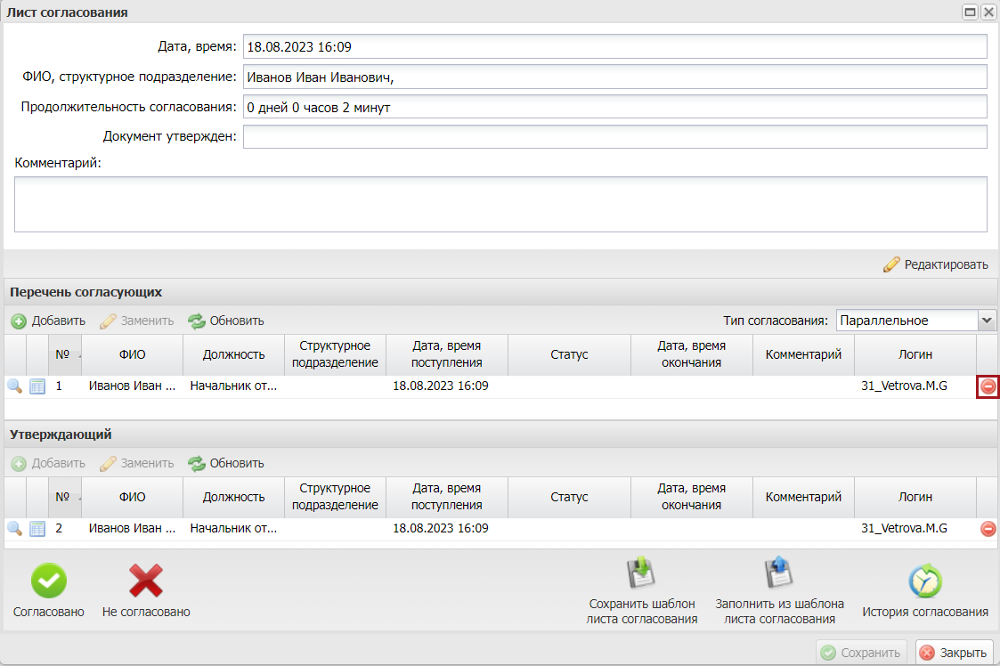 Лист согласования
Дата, время: 18.08.2023 16:09
ФИО, структурное подразделение: Иванов Иван Иванович,
Продолжительность согласования: 0 дней 0 часов 2 минут
Документ утвержден:
Комментарий:
Редактировать
Перечень согласующих
Добавить Заменить Обновить Тип согласования: Параллельное
№ ФИО Должность Структурное подразделение Дата, время поступления Статус Дата, время окончания Комментарий Логин
1 Иванов Иван ... Начальник от... 18.08.2023 16:09 31_Vetrova.M.G
Утверждающий
Добавить Заменить Обновить
№ ФИО Должность Структурное подразделение Дата, время поступления Статус Дата, время окончания Комментарий Логин
2 Иванов Иван ... Начальник от... 18.08.2023 16:09 31_Vetrova.M.G
Согласовано Не согласовано Сохранить шаблон листа согласования Заполнить из шаблона листа согласования История согласования
Сохранить Закрыть